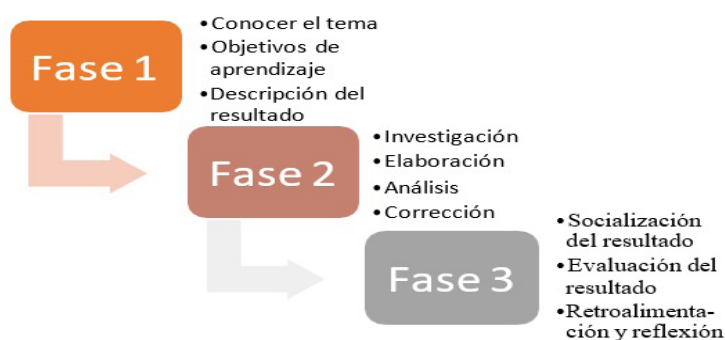 Fase 1
•Conocer el tema
•Objetivos de
aprendizaje
•Descripción del
resultado
Fase 2
•Investigación
•Elaboración
•Análisis
•Corrección
Fase 3
•Socialización
del resultado
•Evaluación del
resultado
•Retroalimenta-
ción y reflexión